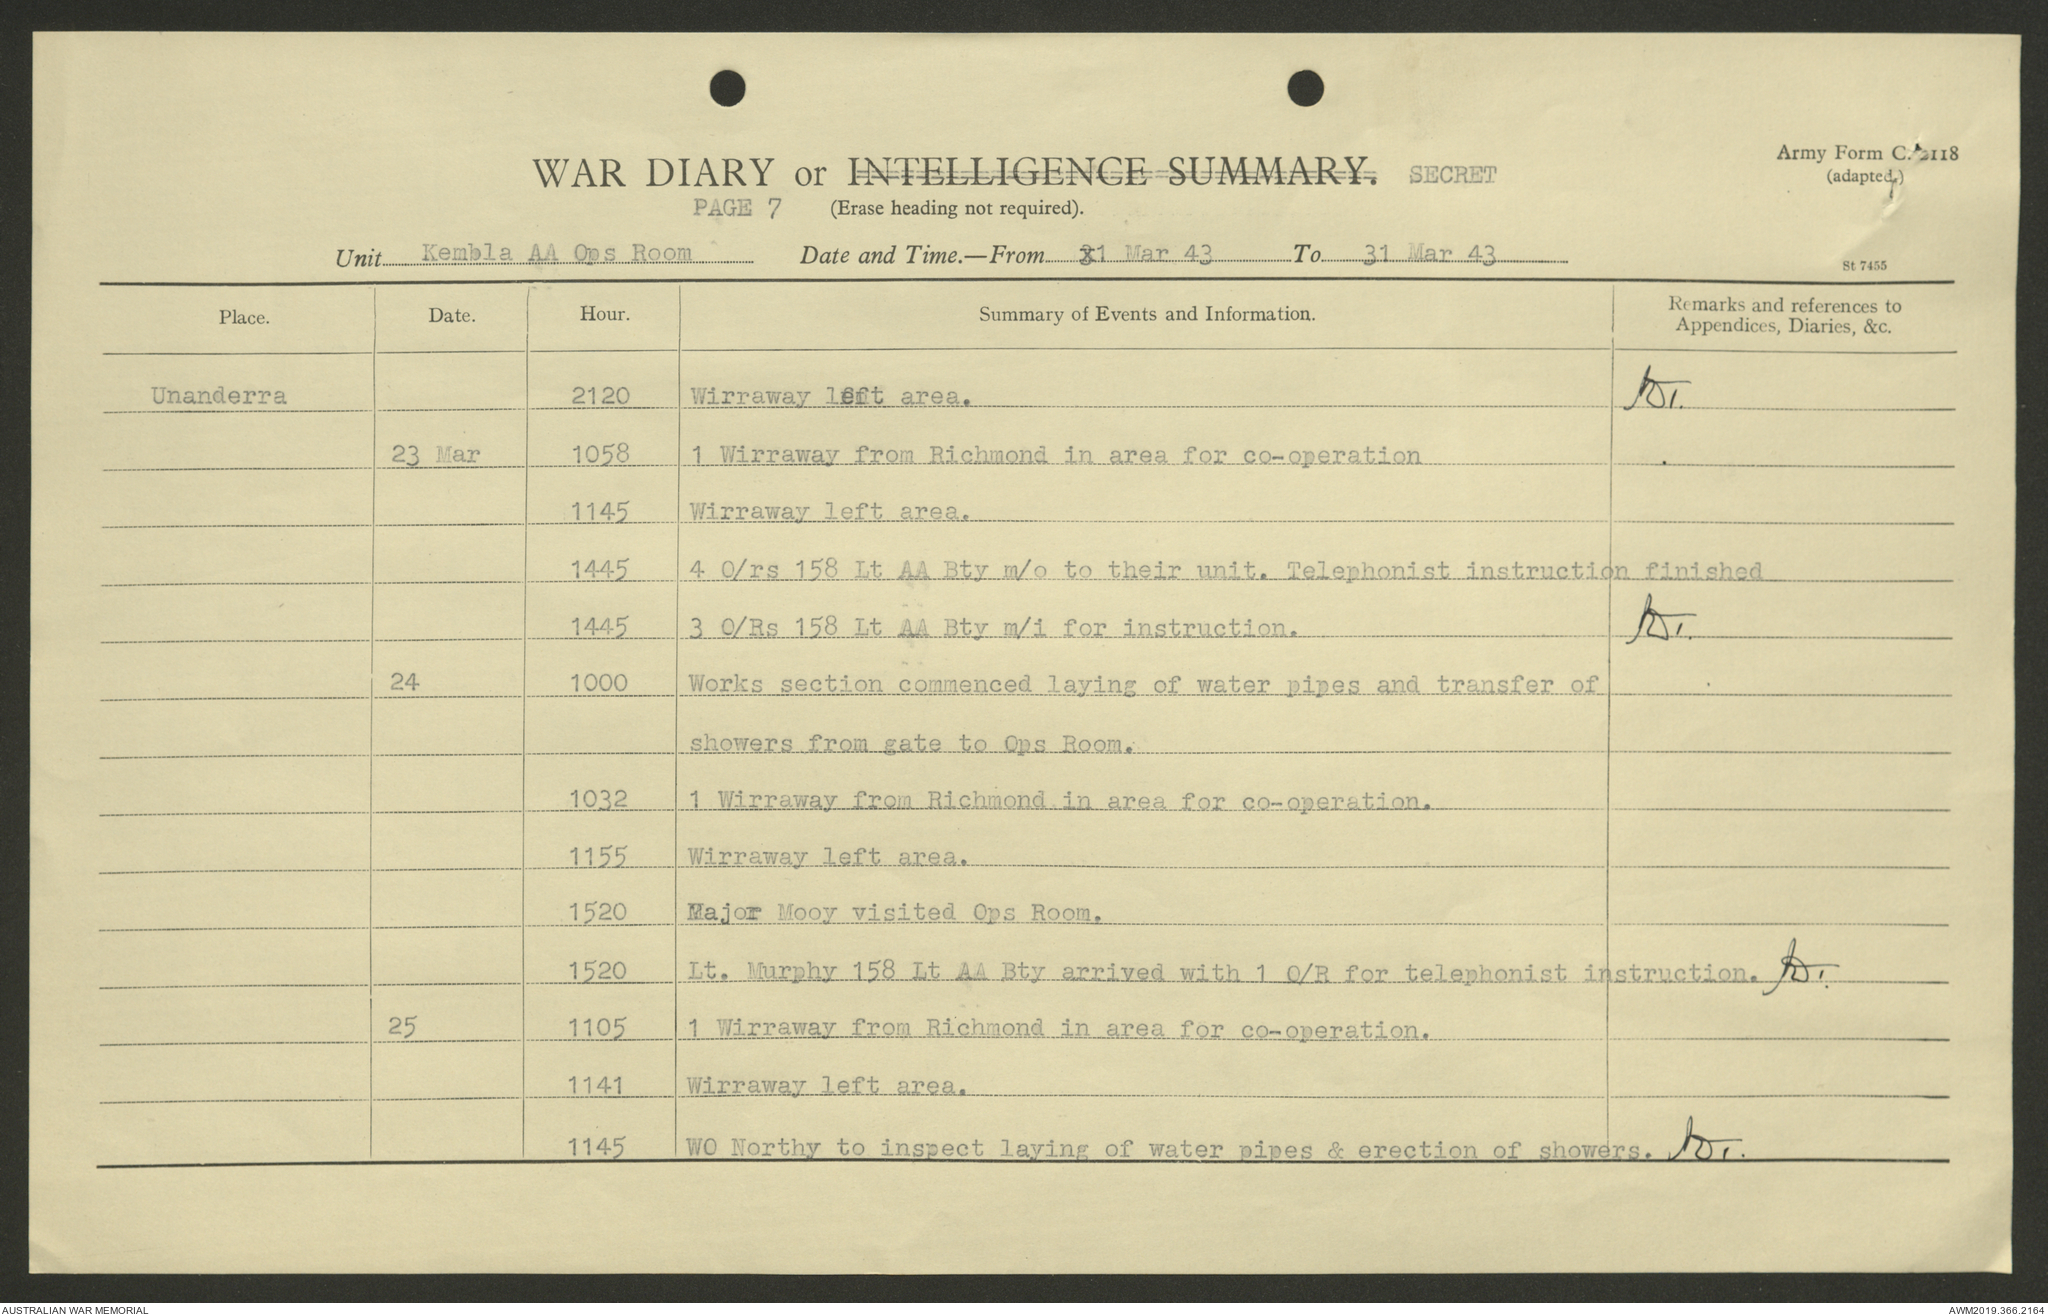 Army Form C. 2118
(adapted.)
WAR DIARY or INTELLIGENCE SUMMARY. SECRET
PAGE 7 (Erase heading not required).
Unit Kembla AA Ops Room Date and Time.—From 1 Mar 43 To 31 Mar 43
St 7455
Place. Date. Hour. Summary of Events and Information. Remarks and references to
Appendices, Diaries, &c.
Unanderra 2120 Wirraway left area.
23 Mar 1058 1 Wirraway from Richmond in area for co-operation
1145 Wirraway left area.
1445 4 O/rs 158 Lt AA Bty m/o to their unit. Telephonist instruction finished
1445 3 O/Rs 158 Lt AA Bty m/i for instruction.
24 1000 Works section commenced laying of water pipes and transfer of
showers from gate to Ops Room.
1032 1 Wirraway from Richmond in area for co-operation.
1155 Wirraway left area.
1520 Major Mooy visited Ops Room.
1520 Lt. Murphy 158 Lt AA Bty arrived with 1 O/R for telephonist instruction.
25 1105 1 Wirraway from Richmond in area for co-operation.
1141 Wirraway left area.
1145 WO Northy to inspect laying of water pipes & erection of showers.
AUSTRALIAN WAR MEMORIAL AWM2019.366.2164